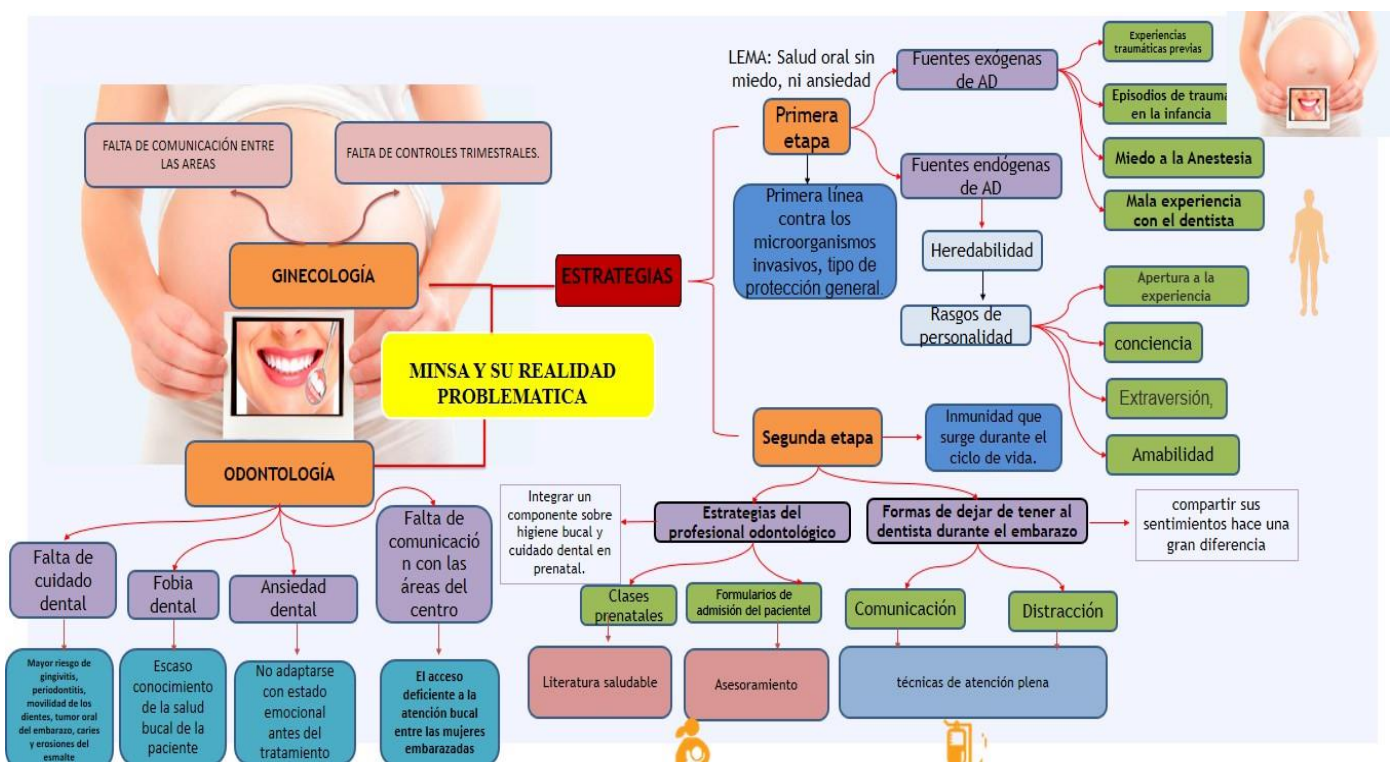 FALTA DE COMUNICACIÓN ENTRE
LAS AREAS
FALTA DE CONTROLES TRIMESTRALES.
GINECOLOGÍA
MINSA Y SU REALIDAD
PROBLEMATICA
ODONTOLOGÍA
Falta de
cuidado
dental
Fobia
dental
Ansiedad
dental
Falta de
comunicació
n con las
áreas del
centro
Mayor riesgo de
gingivitis,
periodontitis,
movilidad de los
dientes, tumor oral
del embarazo, caries
y erosiones del
esmalte
Escaso
conocimiento
de la salud
bucal de la
paciente
No adaptarse
con estado
emocional
antes del
tratamiento
El acceso
deficiente a la
atención bucal
entre las mujeres
embarazadas
ESTRATEGIAS
LEMA: Salud oral sin
miedo, ni ansiedad
Primera
etapa
Primera línea
contra los
microorganismos
invasivos, tipo de
protección general.
Fuentes exógenas
de AD
Experiencias
traumáticas previas
Episodios de trauma
en la infancia
Miedo a la Anestesia
Mala experiencia
con el dentista
Fuentes endógenas
de AD
Heredabilidad
Rasgos de
personalidad
Apertura a la
experiencia
conciencia
Extraversión,
Amabilidad
Segunda etapa
Inmunidad que
surge durante el
ciclo de vida.
Integrar un
componente sobre
higiene bucal y
cuidado dental en
prenatal.
Estrategias del
profesional odontológico
Formas de dejar de tener al
dentista durante el embarazo
compartir sus
sentimientos hace una
gran diferencia
Clases
prenatales
Formularios de
admisión del pacientel
Comunicación
Distracción
Literatura saludable
Asesoramiento
técnicas de atención plena